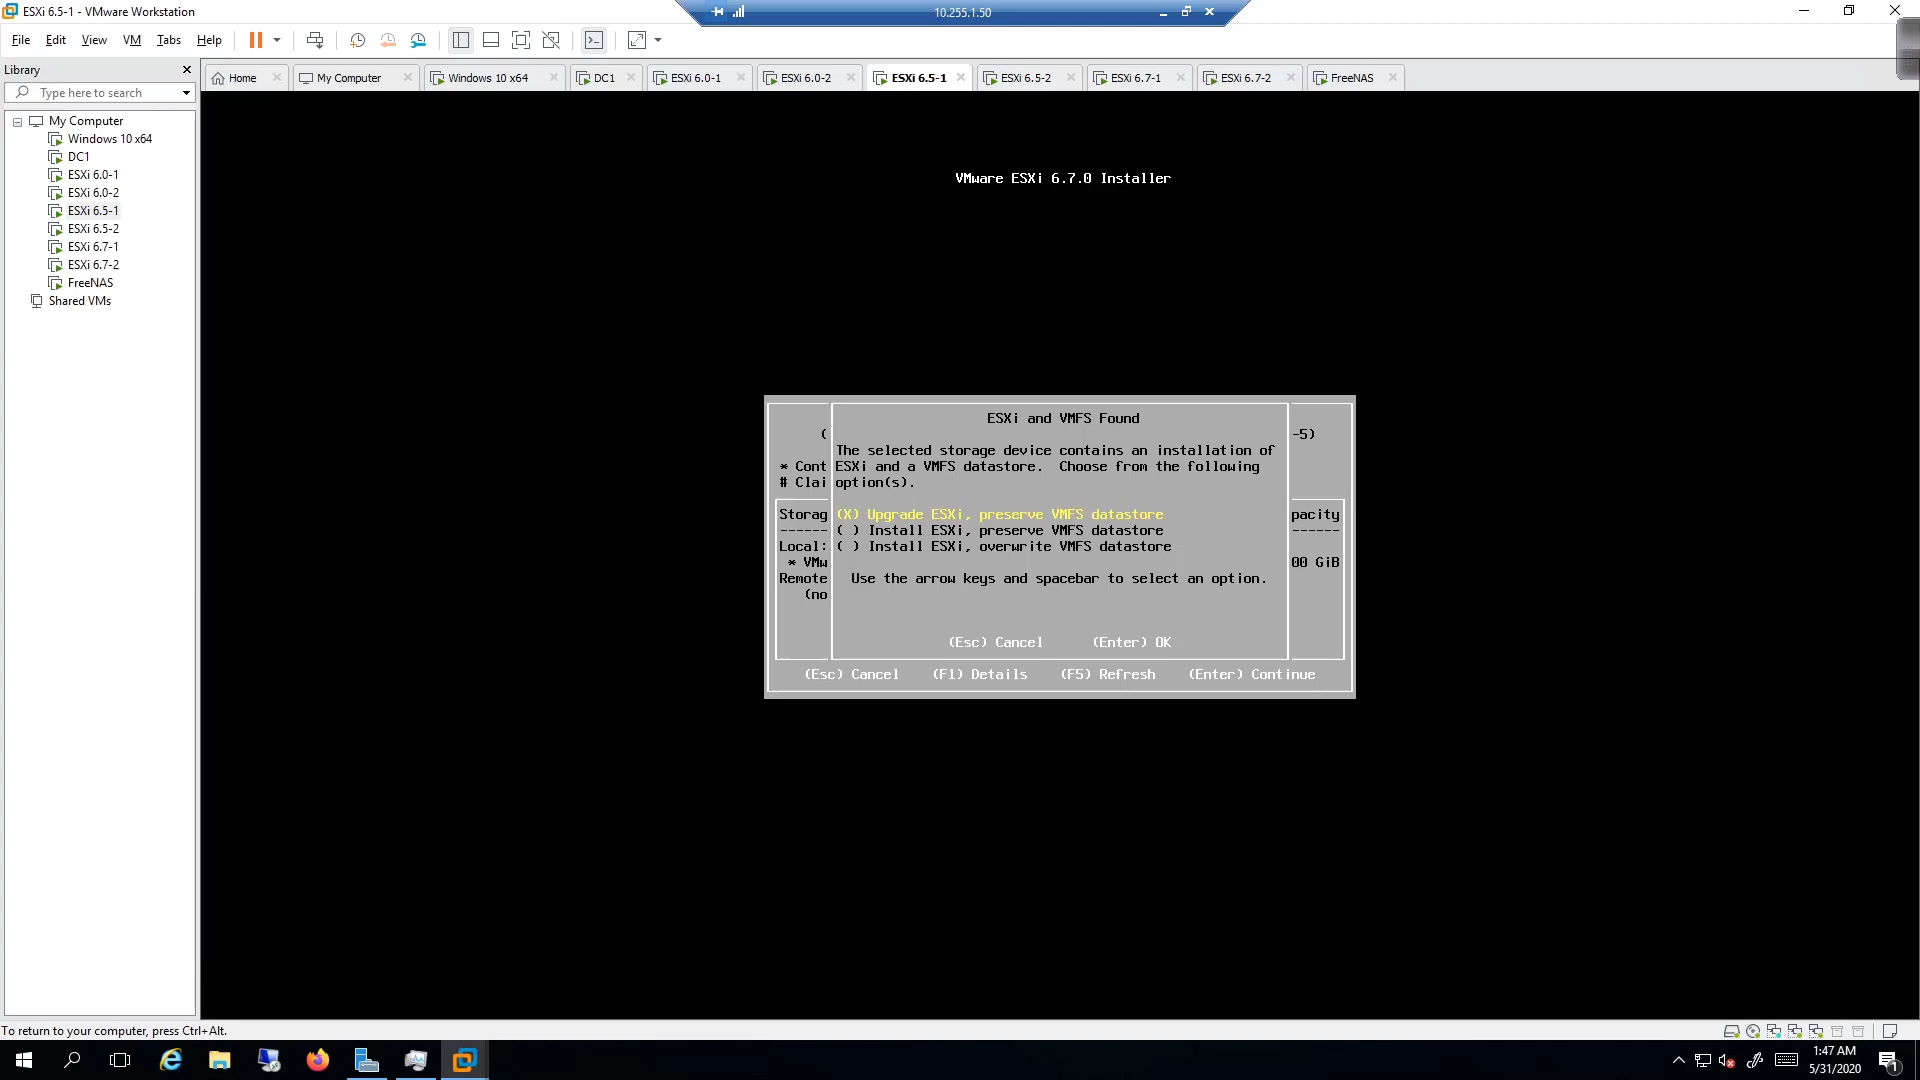 ESXi 6.5-1 - VMware Workstation
10.255.1.50
File Edit View VM Tabs Help
Library
Type here to search
Home
My Computer
Windows 10 x64
DC1
ESXi 6.0-1
ESXi 6.0-2
ESXi 6.5-1
ESXi 6.5-2
ESXi 6.7-1
ESXi 6.7-2
FreeNAS
My Computer
Windows 10 x64
DC1
ESXi 6.0-1
ESXi 6.0-2
ESXi 6.5-1
ESXi 6.5-2
ESXi 6.7-1
ESXi 6.7-2
FreeNAS
Shared VMs
VMware ESXi 6.7.0 Installer
ESXi and VMFS Found
( -5)
The selected storage device contains an installation of
* Cont ESXi and a VMFS datastore. Choose from the following
# Clai option(s).
Storag (X) Upgrade ESXi, preserve VMFS datastore pacity
------ ( ) Install ESXi, preserve VMFS datastore ------
Local: ( ) Install ESXi, overwrite VMFS datastore
* VMw 00 GiB
Remote Use the arrow keys and spacebar to select an option.
(no
(Esc) Cancel (Enter) OK
(Esc) Cancel (F1) Details (F5) Refresh (Enter) Continue
To return to your computer, press Ctrl+Alt.
1:47 AM
5/31/2020
1